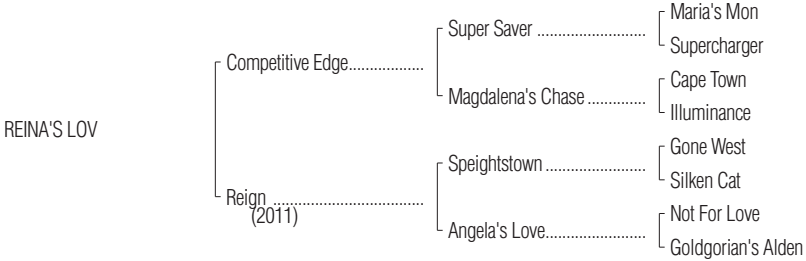 Maria's Mon
Super Saver ..........................
Supercharger
Competitive Edge..................
Cape Town
Magdalena's Chase ..............
Illuminance
REINA'S LOV
Gone West
Speightstown ........................
Silken Cat
Reign ....................................
(2011)
Not For Love
Angela's Love........................
Goldgorian's Alden